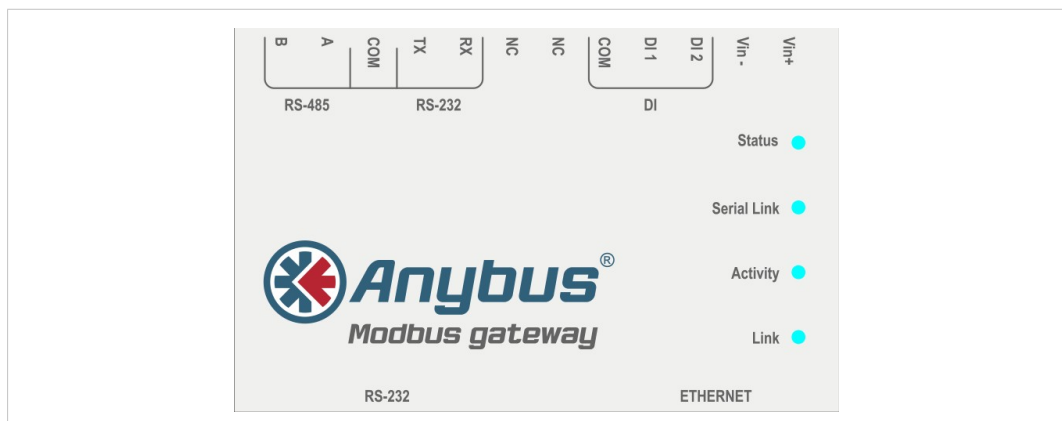 B A COM TX RX NC NC COM DI 1 DI 2 Vin - Vin+
RS-485 RS-232 DI
Status
Serial Link
Activity
Anybus®
Modbus gateway
Link
RS-232 ETHERNET